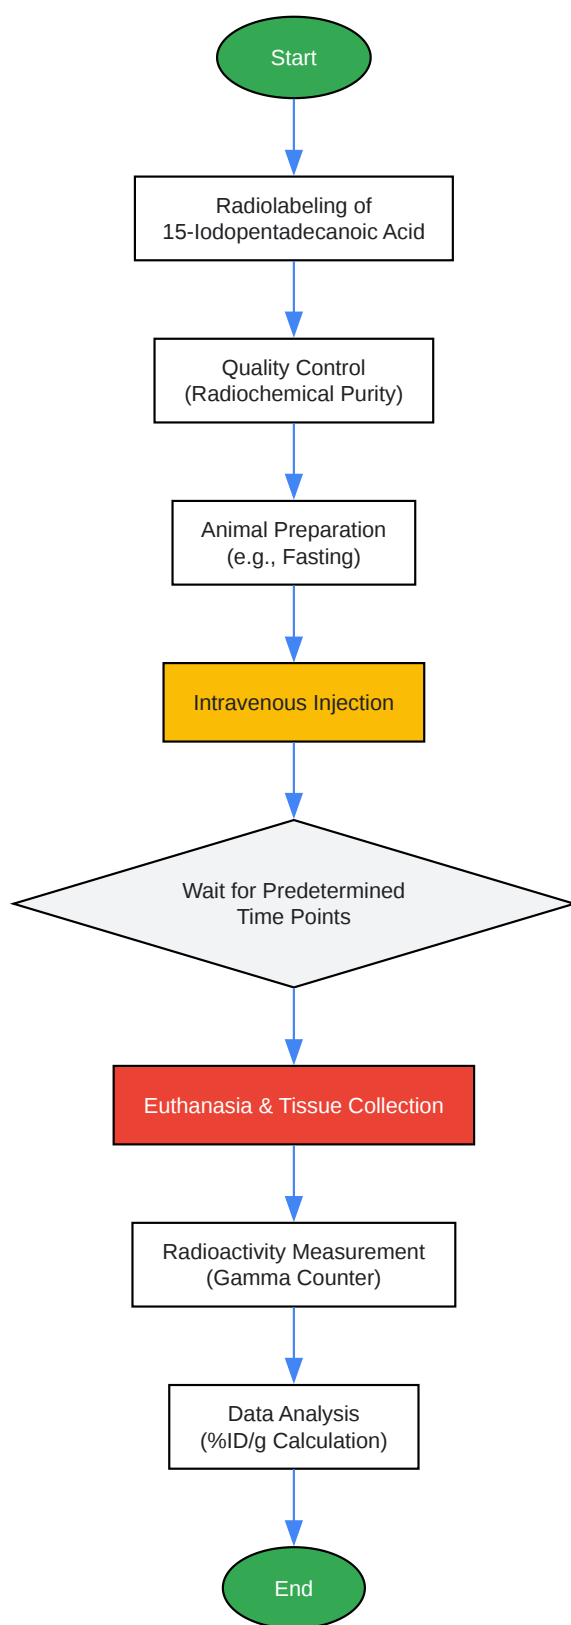 Start
Radiolabeling of
15-Iodopentadecanoic Acid
Quality Control
(Radiochemical Purity)
Animal Preparation
(e.g., Fasting)
Intravenous Injection
Wait for Predetermined
Time Points
Euthanasia & Tissue Collection
Radioactivity Measurement
(Gamma Counter)
Data Analysis
(%ID/g Calculation)
End